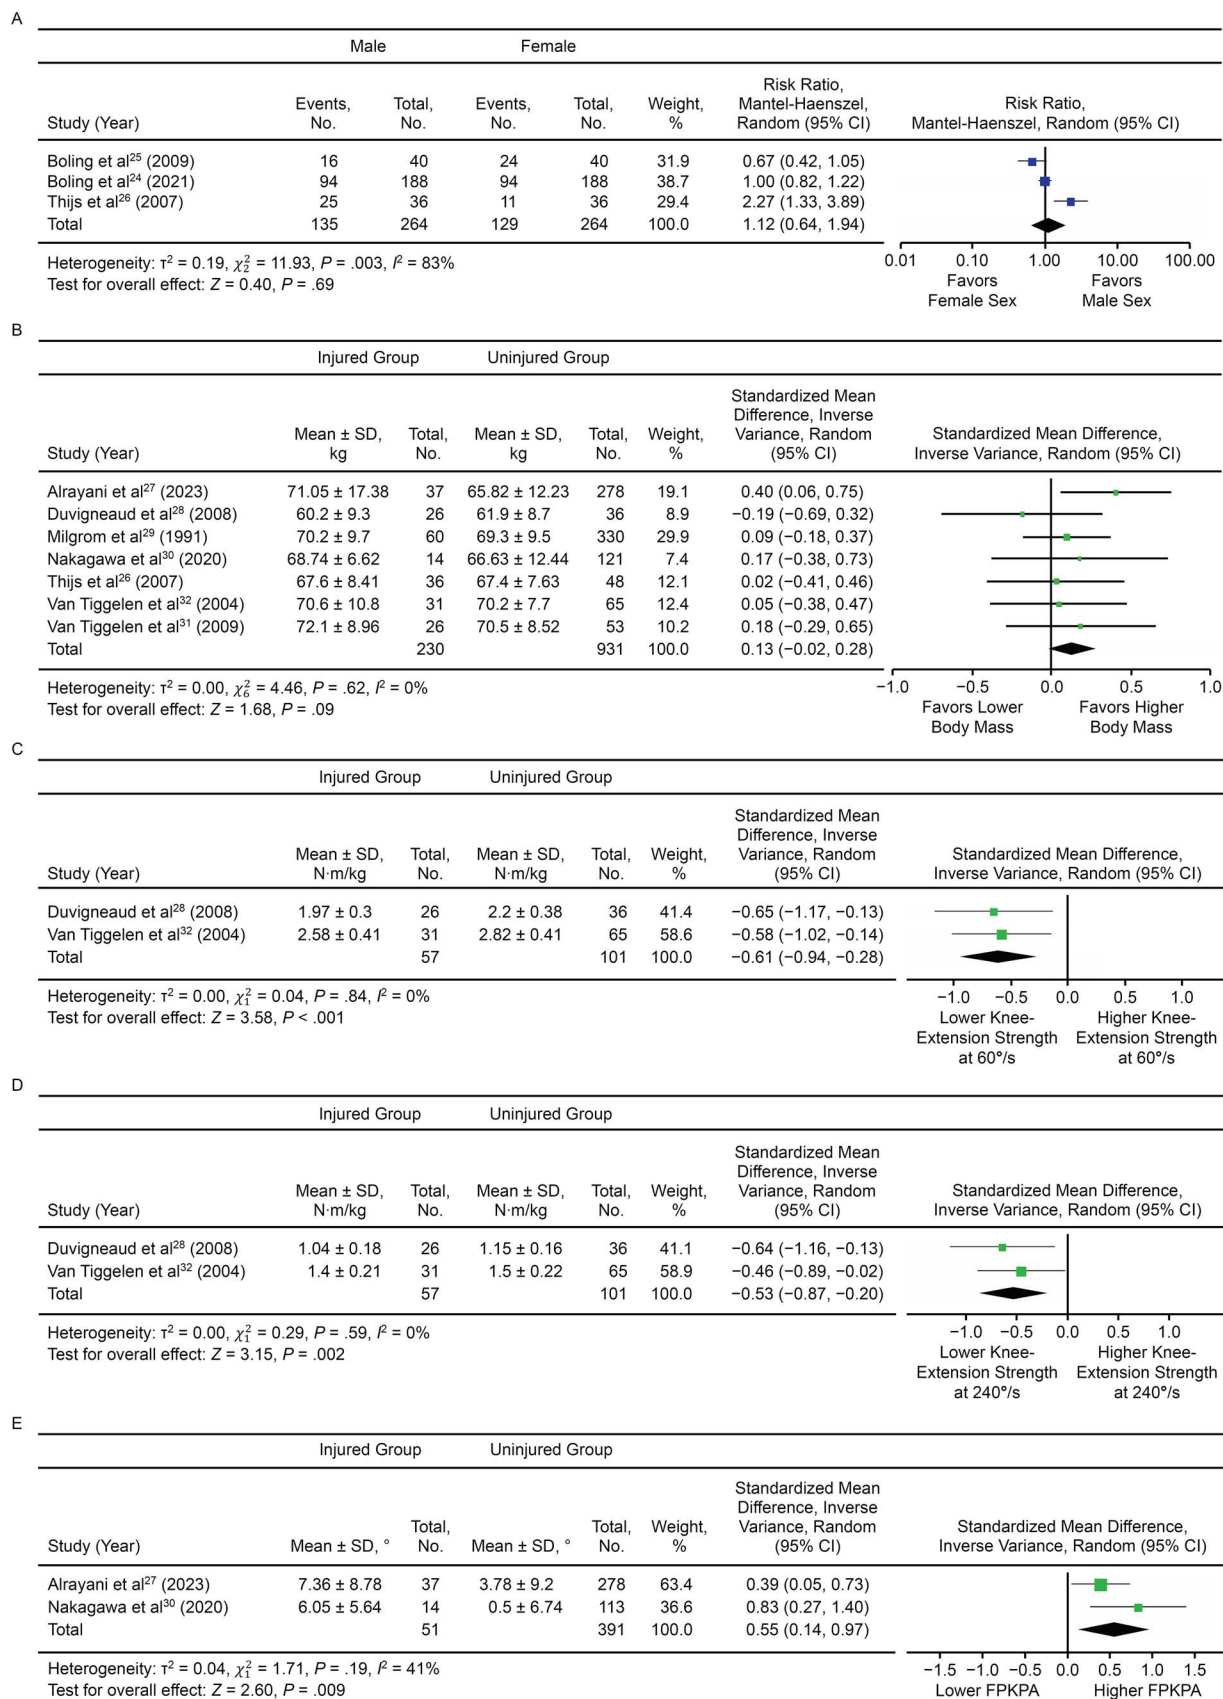 A
Male Female
Study (Year) Events, No. Total, No. Events, No. Total, No. Weight, % Risk Ratio, Mantel-Haenszel, Random (95% CI) Risk Ratio, Mantel-Haenszel, Random (95% CI)
Boling et al25 (2009) 16 40 24 40 31.9 0.67 (0.42, 1.05)
Boling et al24 (2021) 94 188 94 188 38.7 1.00 (0.82, 1.22)
Thijs et al26 (2007) 25 36 11 36 29.4 2.27 (1.33, 3.89)
Total 135 264 129 264 100.0 1.12 (0.64, 1.94)
Heterogeneity: τ2 = 0.19, χ2 2 = 11.93, P = .003, I2 = 83%
Test for overall effect: Z = 0.40, P = .69
0.01 0.10 1.00 10.00 100.00
Favors Female Sex Favors Male Sex
B
Injured Group Uninjured Group
Study (Year) Mean ± SD, kg Total, No. Mean ± SD, kg Total, No. Weight, % Standardized Mean Difference, Inverse Variance, Random (95% CI) Standardized Mean Difference, Inverse Variance, Random (95% CI)
Alrayani et al27 (2023) 71.05 ± 17.38 37 65.82 ± 12.23 278 19.1 0.40 (0.06, 0.75)
Duvigneaud et al28 (2008) 60.2 ± 9.3 26 61.9 ± 8.7 36 8.9 −0.19 (−0.69, 0.32)
Milgrom et al29 (1991) 70.2 ± 9.7 60 69.3 ± 9.5 330 29.9 0.09 (−0.18, 0.37)
Nakagawa et al30 (2020) 68.74 ± 6.62 14 66.63 ± 12.44 121 7.4 0.17 (−0.38, 0.73)
Thijs et al26 (2007) 67.6 ± 8.41 36 67.4 ± 7.63 48 12.1 0.02 (−0.41, 0.46)
Van Tiggelen et al32 (2004) 70.6 ± 10.8 31 70.2 ± 7.7 65 12.4 0.05 (−0.38, 0.47)
Van Tiggelen et al31 (2009) 72.1 ± 8.96 26 70.5 ± 8.52 53 10.2 0.18 (−0.29, 0.65)
Total 230 931 100.0 0.13 (−0.02, 0.28)
Heterogeneity: τ2 = 0.00, χ2 6 = 4.46, P = .62, I2 = 0%
Test for overall effect: Z = 1.68, P = .09
−1.0 −0.5 0.0 0.5 1.0
Favors Lower Body Mass Favors Higher Body Mass
C
Injured Group Uninjured Group
Study (Year) Mean ± SD, N·m/kg Total, No. Mean ± SD, N·m/kg Total, No. Weight, % Standardized Mean Difference, Inverse Variance, Random (95% CI) Standardized Mean Difference, Inverse Variance, Random (95% CI)
Duvigneaud et al28 (2008) 1.97 ± 0.3 26 2.2 ± 0.38 36 41.4 −0.65 (−1.17, −0.13)
Van Tiggelen et al32 (2004) 2.58 ± 0.41 31 2.82 ± 0.41 65 58.6 −0.58 (−1.02, −0.14)
Total 57 101 100.0 −0.61 (−0.94, −0.28)
Heterogeneity: τ2 = 0.00, χ2 1 = 0.04, P = .84, I2 = 0%
Test for overall effect: Z = 3.58, P < .001
−1.0 −0.5 0.0 0.5 1.0
Lower Knee-Extension Strength at 60°/s Higher Knee-Extension Strength at 60°/s
D
Injured Group Uninjured Group
Study (Year) Mean ± SD, N·m/kg Total, No. Mean ± SD, N·m/kg Total, No. Weight, % Standardized Mean Difference, Inverse Variance, Random (95% CI) Standardized Mean Difference, Inverse Variance, Random (95% CI)
Duvigneaud et al28 (2008) 1.04 ± 0.18 26 1.15 ± 0.16 36 41.1 −0.64 (−1.16, −0.13)
Van Tiggelen et al32 (2004) 1.4 ± 0.21 31 1.5 ± 0.22 65 58.9 −0.46 (−0.89, −0.02)
Total 57 101 100.0 −0.53 (−0.87, −0.20)
Heterogeneity: τ2 = 0.00, χ2 1 = 0.29, P = .59, I2 = 0%
Test for overall effect: Z = 3.15, P = .002
−1.0 −0.5 0.0 0.5 1.0
Lower Knee-Extension Strength at 240°/s Higher Knee-Extension Strength at 240°/s
E
Injured Group Uninjured Group
Study (Year) Mean ± SD, ° Total, No. Mean ± SD, ° Total, No. Weight, % Standardized Mean Difference, Inverse Variance, Random (95% CI) Standardized Mean Difference, Inverse Variance, Random (95% CI)
Alrayani et al27 (2023) 7.36 ± 8.78 37 3.78 ± 9.2 278 63.4 0.39 (0.05, 0.73)
Nakagawa et al30 (2020) 6.05 ± 5.64 14 0.5 ± 6.74 113 36.6 0.83 (0.27, 1.40)
Total 51 391 100.0 0.55 (0.14, 0.97)
Heterogeneity: τ2 = 0.04, χ2 1 = 1.71, P = .19, I2 = 41%
Test for overall effect: Z = 2.60, P = .009
−1.5 −1.0 −0.5 0.0 0.5 1.0 1.5
Lower FPKPA Higher FPKPA